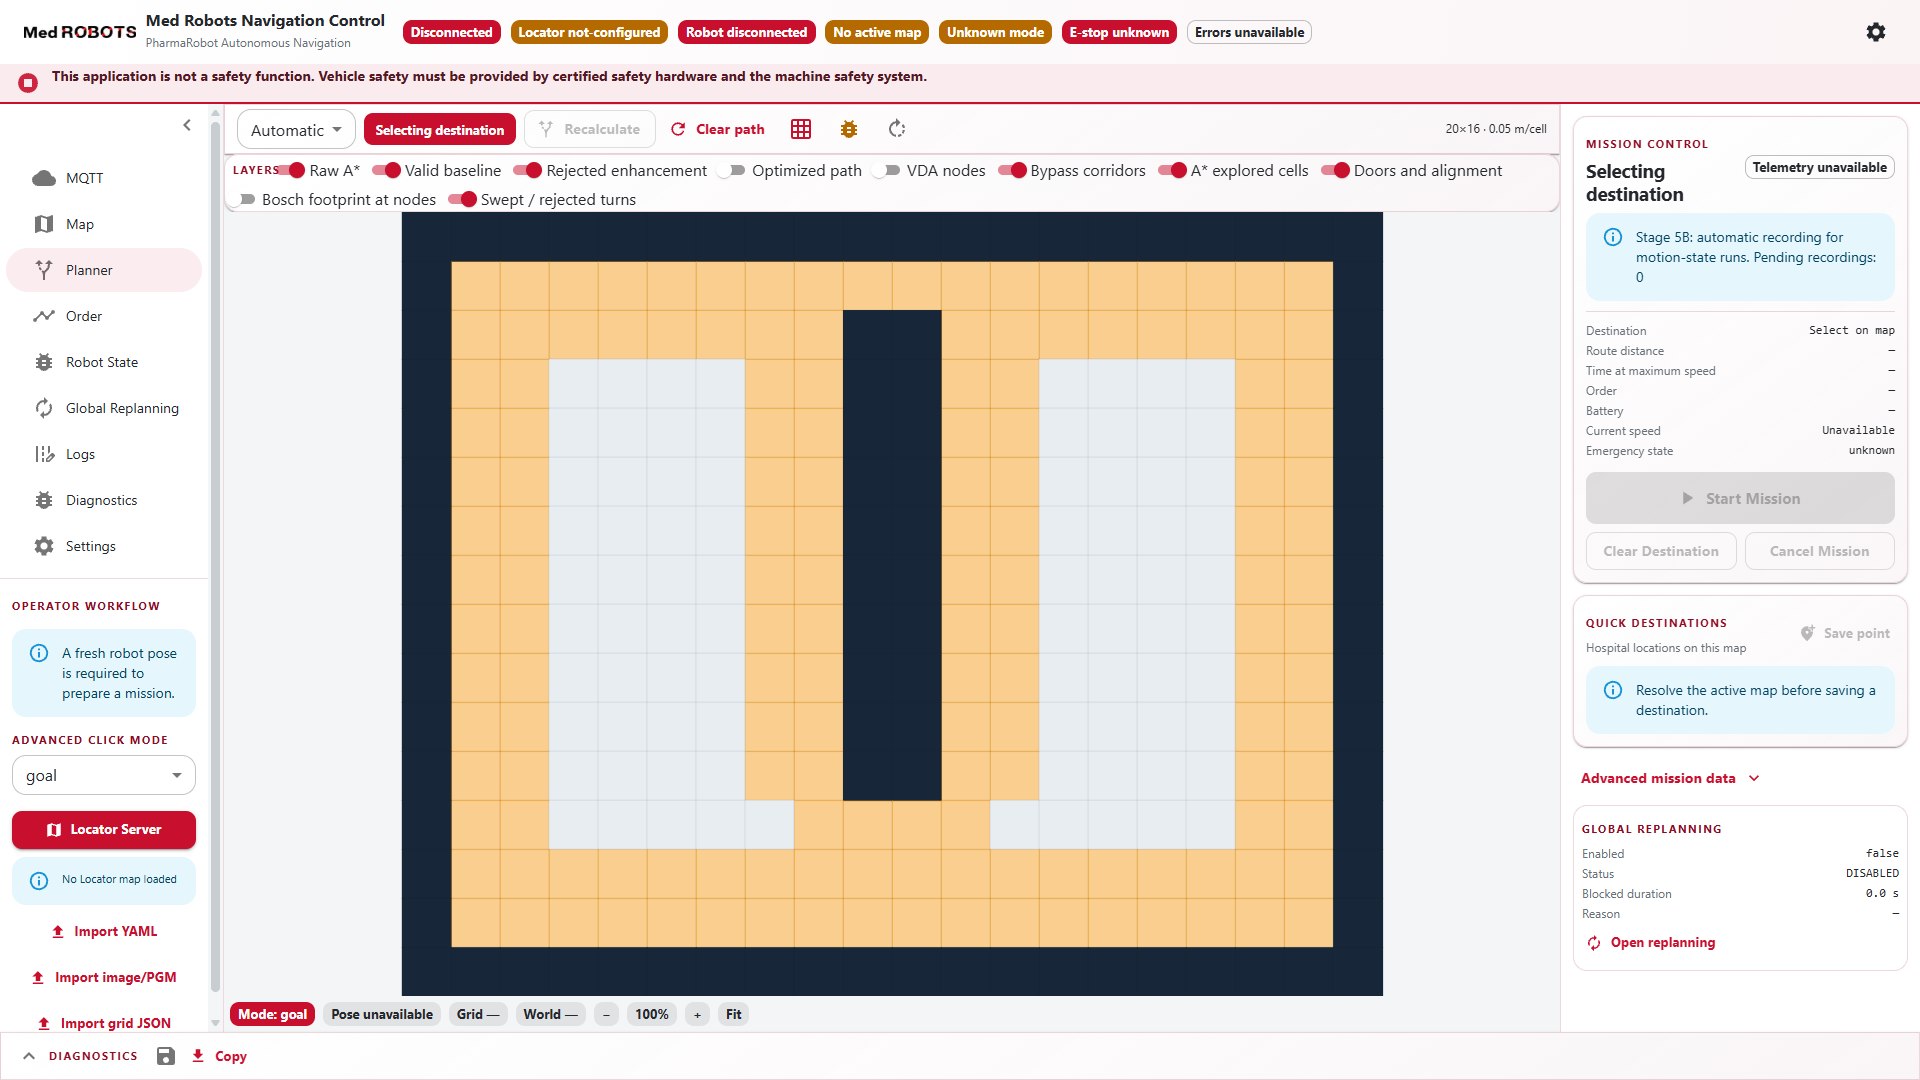 Med ROBOTS
Med Robots Navigation Control
PharmaRobot Autonomous Navigation
Disconnected
Locator not-configured
Robot disconnected
No active map
Unknown mode
E-stop unknown
Errors unavailable
This application is not a safety function. Vehicle safety must be provided by certified safety hardware and the machine safety system.
MQTT
Map
Planner
Order
Robot State
Global Replanning
Logs
Diagnostics
Settings
OPERATOR WORKFLOW
A fresh robot pose
is required to
prepare a mission.
ADVANCED CLICK MODE
goal
Locator Server
No Locator map loaded
Import YAML
Import image/PGM
Import grid JSON
Automatic
Selecting destination
Recalculate
Clear path
20×16 · 0.05 m/cell
LAYERS
Raw A*
Valid baseline
Rejected enhancement
Optimized path
VDA nodes
Bypass corridors
A* explored cells
Doors and alignment
Bosch footprint at nodes
Swept / rejected turns
Mode: goal
Pose unavailable
Grid —
World —
−
100%
+
Fit
MISSION CONTROL
Selecting
destination
Telemetry unavailable
Stage 5B: automatic recording for
motion-state runs. Pending recordings:
0
Destination Select on map
Route distance —
Time at maximum speed —
Order —
Battery —
Current speed Unavailable
Emergency state unknown
Start Mission
Clear Destination
Cancel Mission
QUICK DESTINATIONS
Hospital locations on this map
Save point
Resolve the active map before saving a
destination.
Advanced mission data
GLOBAL REPLANNING
Enabled false
Status DISABLED
Blocked duration 0.0 s
Reason —
Open replanning
DIAGNOSTICS
Copy